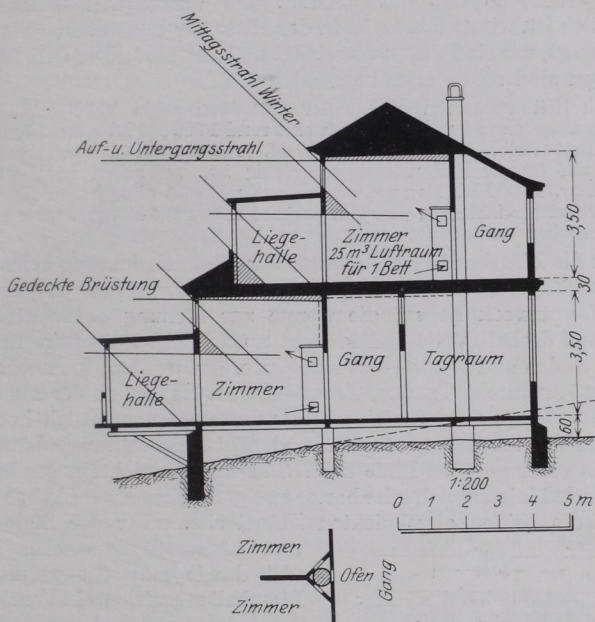 Mittagsstrahl Winter
Auf- u. Untergangsstrahl
Liege-
halle
Zimmer
25 m³ Luftraum
für 1 Bett
Gang
3,50
30
Gedeckte Brüstung
Liege-
halle
Zimmer
Gang
Tagraum
3,50
60
1:200
0 1 2 3 4 5 m
Zimmer
Ofen
Gang
Zimmer